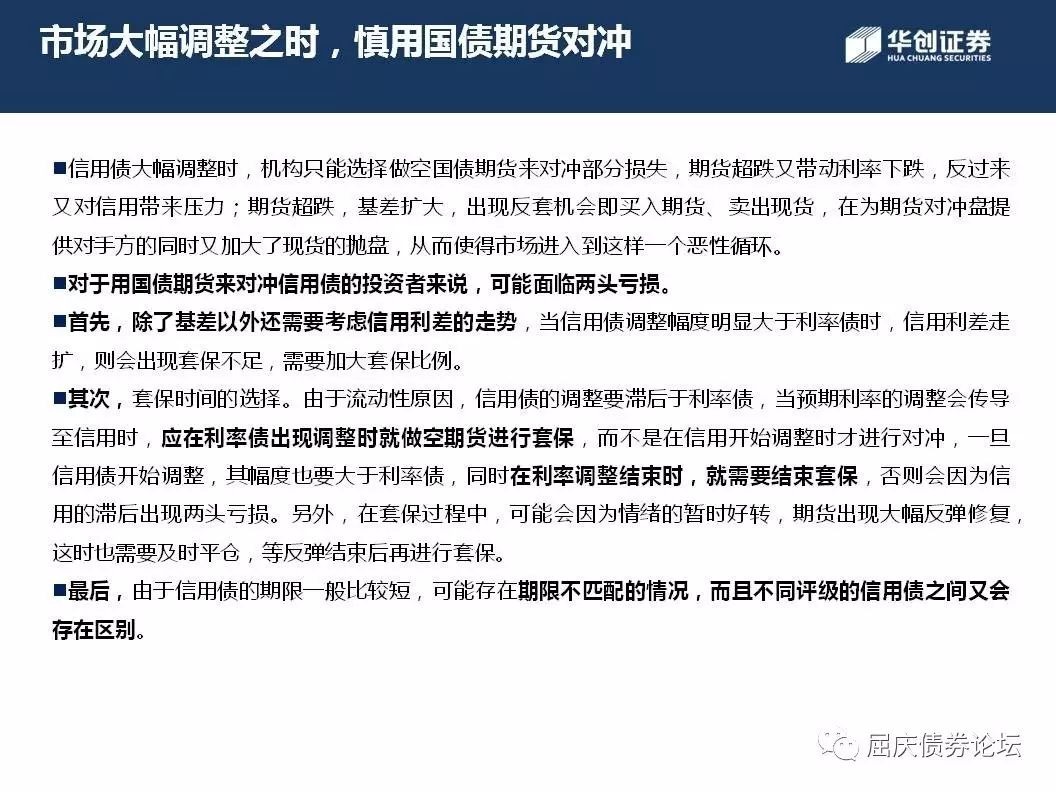 市场大幅调整之时，慎用国债期货对冲
华创证券
HUA CHUANG SECURITIES
■信用债大幅调整时，机构只能选择做空国债期货来对冲部分损失，期货超跌又带动利率下跌，反过来
又对信用带来压力；期货超跌，基差扩大，出现反套机会即买入期货、卖出现货，在为期货对冲盘提
供对手方的同时又加大了现货的抛盘，从而使得市场进入到这样一个恶性循环。
■对于用国债期货来对冲信用债的投资者来说，可能面临两头亏损。
■首先，除了基差以外还需要考虑信用利差的走势，当信用债调整幅度明显大于利率债时，信用利差走
扩，则会出现套保不足，需要加大套保比例。
■其次，套保时间的选择。由于流动性原因，信用债的调整要滞后于利率债，当预期利率的调整会传导
至信用时，应在利率债出现调整时就做空期货进行套保，而不是在信用开始调整时才进行对冲，一旦
信用债开始调整，其幅度也要大于利率债，同时在利率调整结束时，就需要结束套保，否则会因为信
用的滞后出现两头亏损。另外，在套保过程中，可能会因为情绪的暂时好转，期货出现大幅反弹修复，
这时也需要及时平仓，等反弹结束后再进行套保。
■最后，由于信用债的期限一般比较短，可能存在期限不匹配的情况，而且不同评级的信用债之间又会
存在区别。
屈庆债券论坛